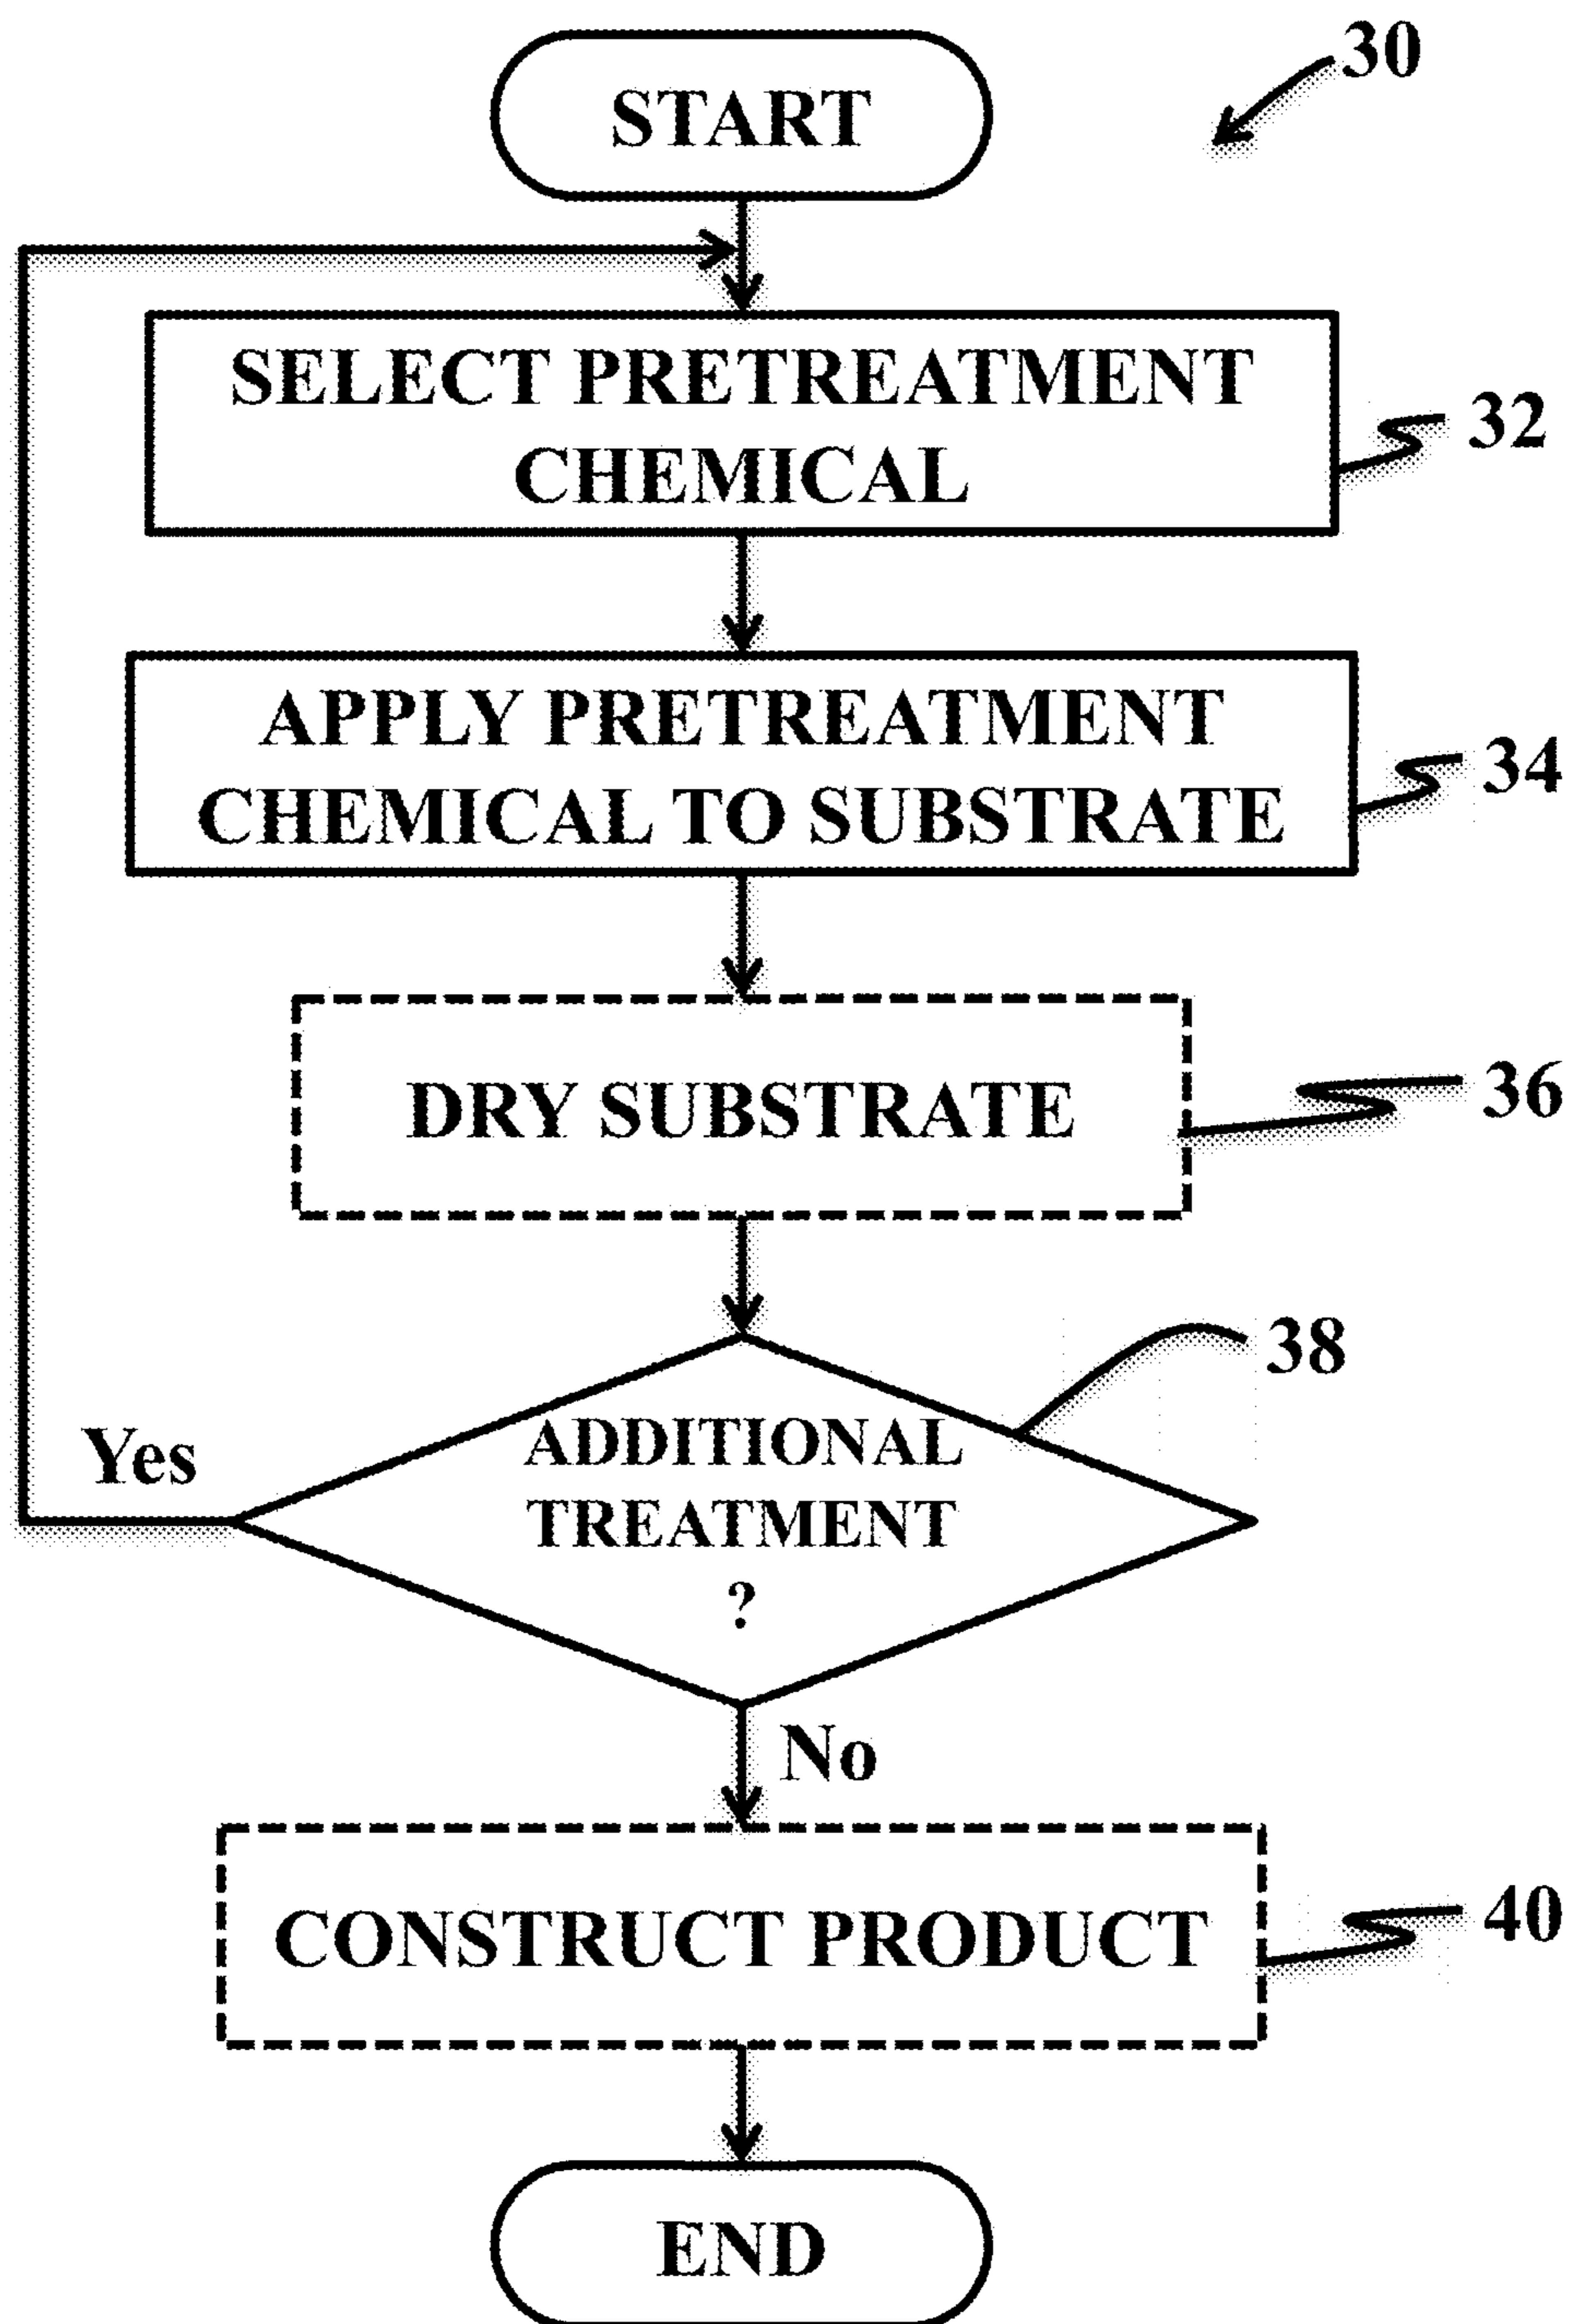 START
30
SELECT PRETREATMENT
CHEMICAL
32
APPLY PRETREATMENT
CHEMICAL TO SUBSTRATE
34
DRY SUBSTRATE
36
38
ADDITIONAL
TREATMENT
?
Yes
No
CONSTRUCT PRODUCT
40
END